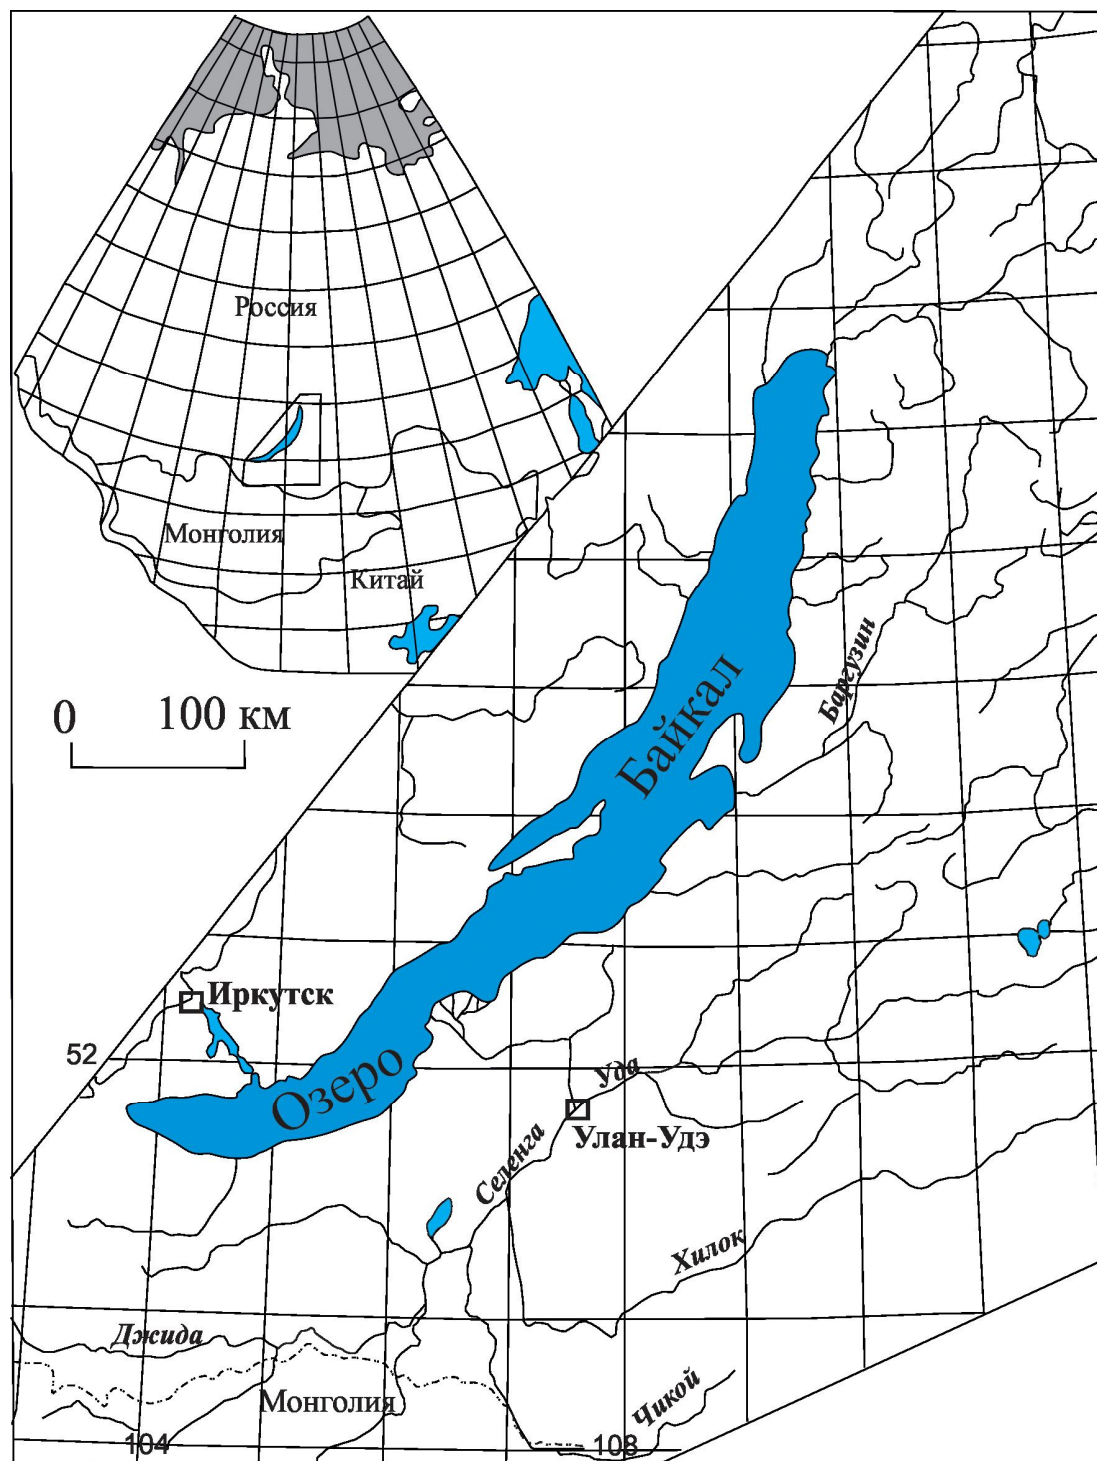 Россия
Монголия
Китай
0 100 км
Баргузин
Озеро Байкал
Иркутск
52
Уда
Улан-Удэ
Селенга
Хилок
Джида
Монголия
Чикой
104
108